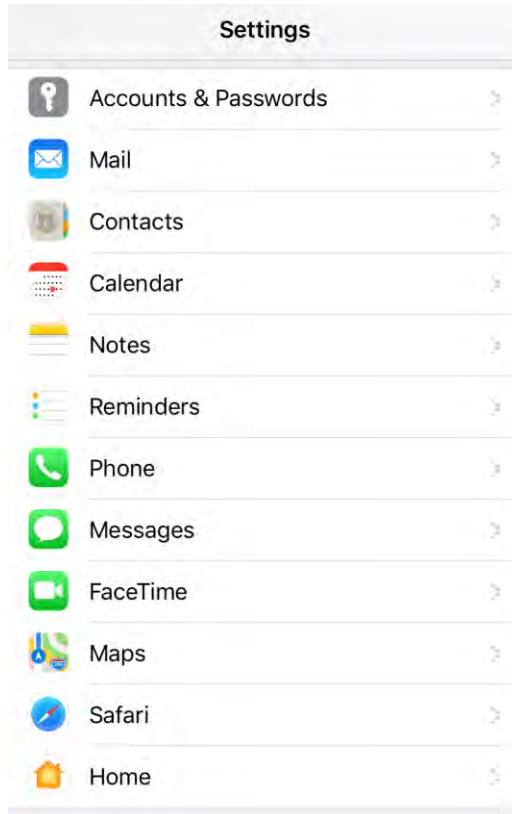 Settings
Accounts & Passwords
Mail
Contacts
Calendar
Notes
Reminders
Phone
Messages
FaceTime
Maps
Safari
Home